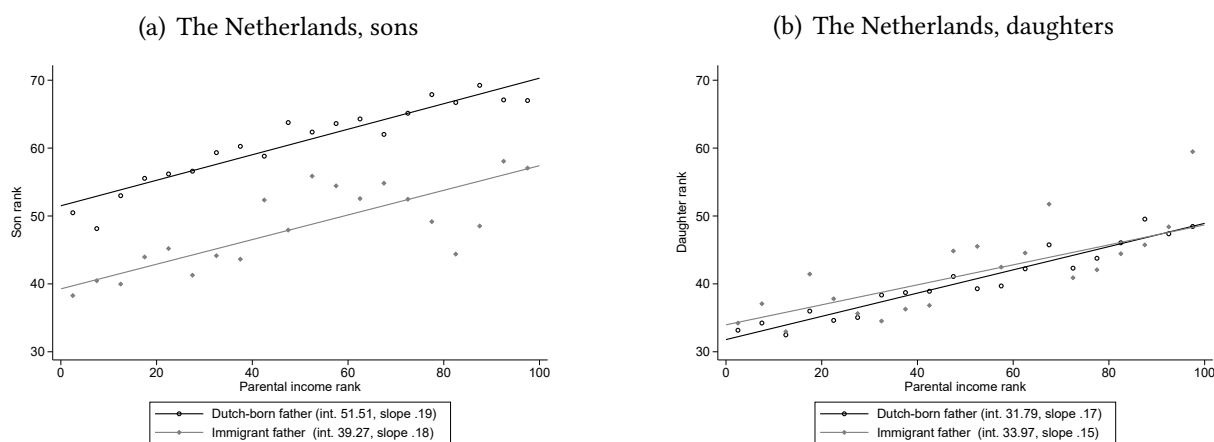 (a) The Netherlands, sons
70
60
50
40
30
Son rank
0 20 40 60 80 100
Parental income rank
Dutch-born father (int. 51.51, slope .19)
Immigrant father (int. 39.27, slope .18)
(b) The Netherlands, daughters
70
60
50
40
30
Daughter rank
0 20 40 60 80 100
Parental income rank
Dutch-born father (int. 31.79, slope .17)
Immigrant father (int. 33.97, slope .15)